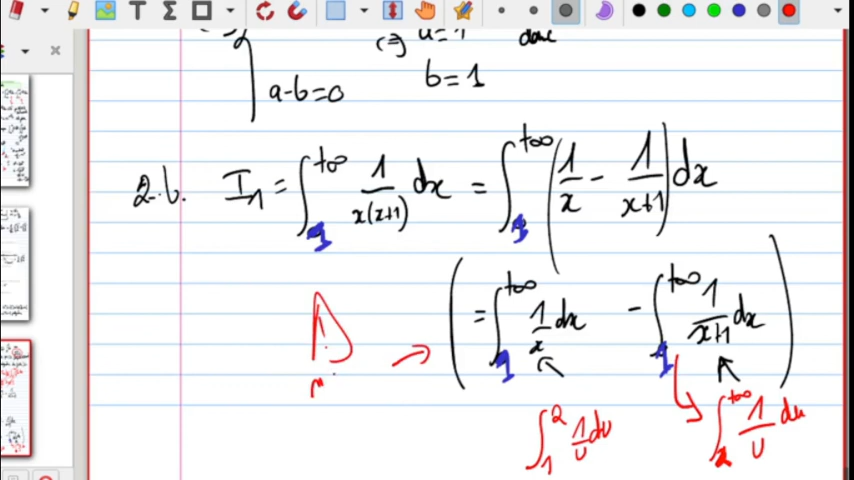 a-b=0 b=1
2.b. I₁ = ∫₁^{+∞} 1/(x(x+1)) dx = ∫₁^{+∞} (1/x - 1/(x+1)) dx
( = ∫₁^{+∞} 1/x dx - ∫₁^{+∞} 1/(x+1) dx )
∫₁² 1/u du ∫₂^{+∞} 1/u du